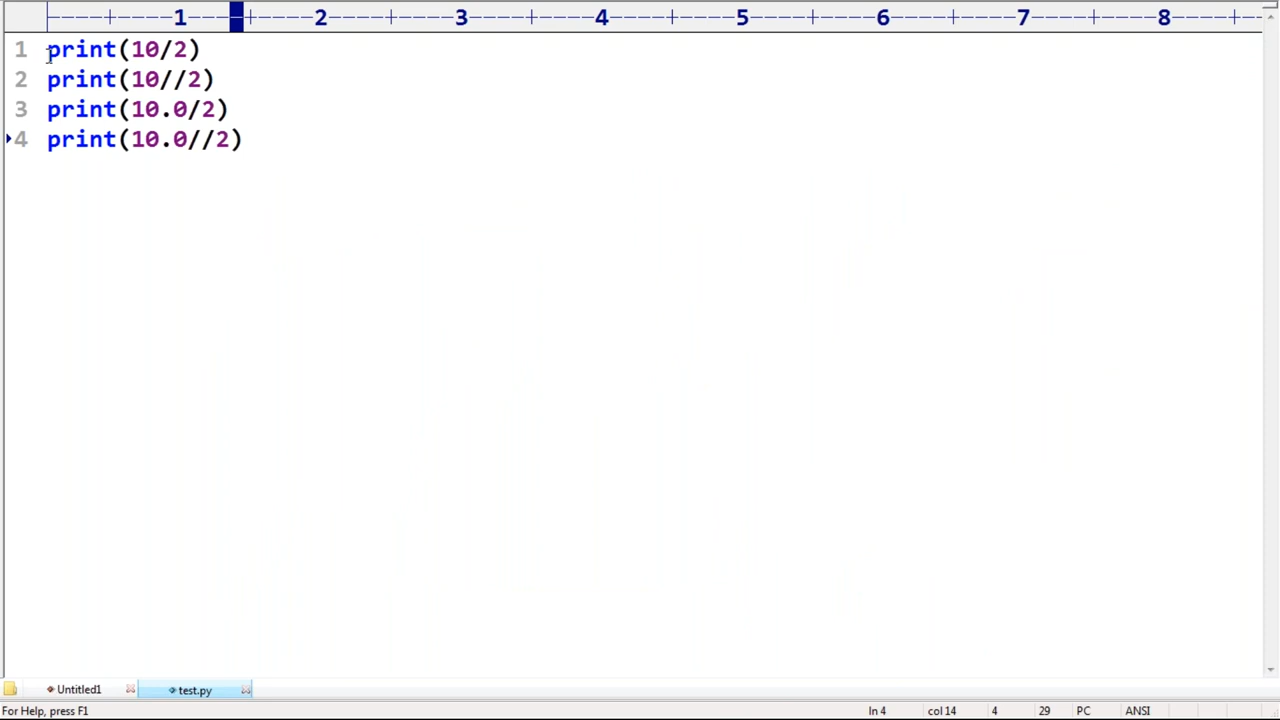 1 2 3 4 5 6 7 8
1 print(10/2)
2 print(10//2)
3 print(10.0/2)
4 print(10.0//2)
Untitled1 test.py
For Help, press F1 ln 4 col 14 4 29 PC ANSI